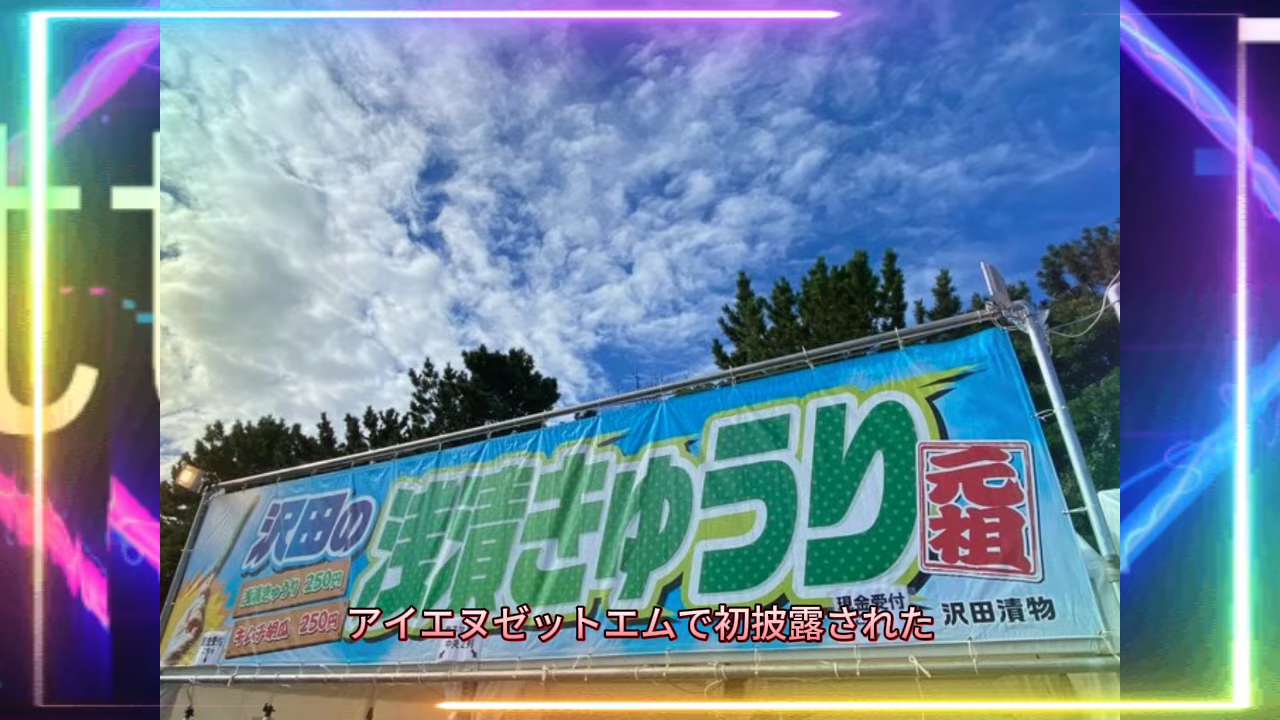 沢田の
浅漬きゅうり
元祖
浅漬きゅうり 250円
キムチ胡瓜 250円
現金受付
沢田漬物
アイエヌゼットエムで初披露された